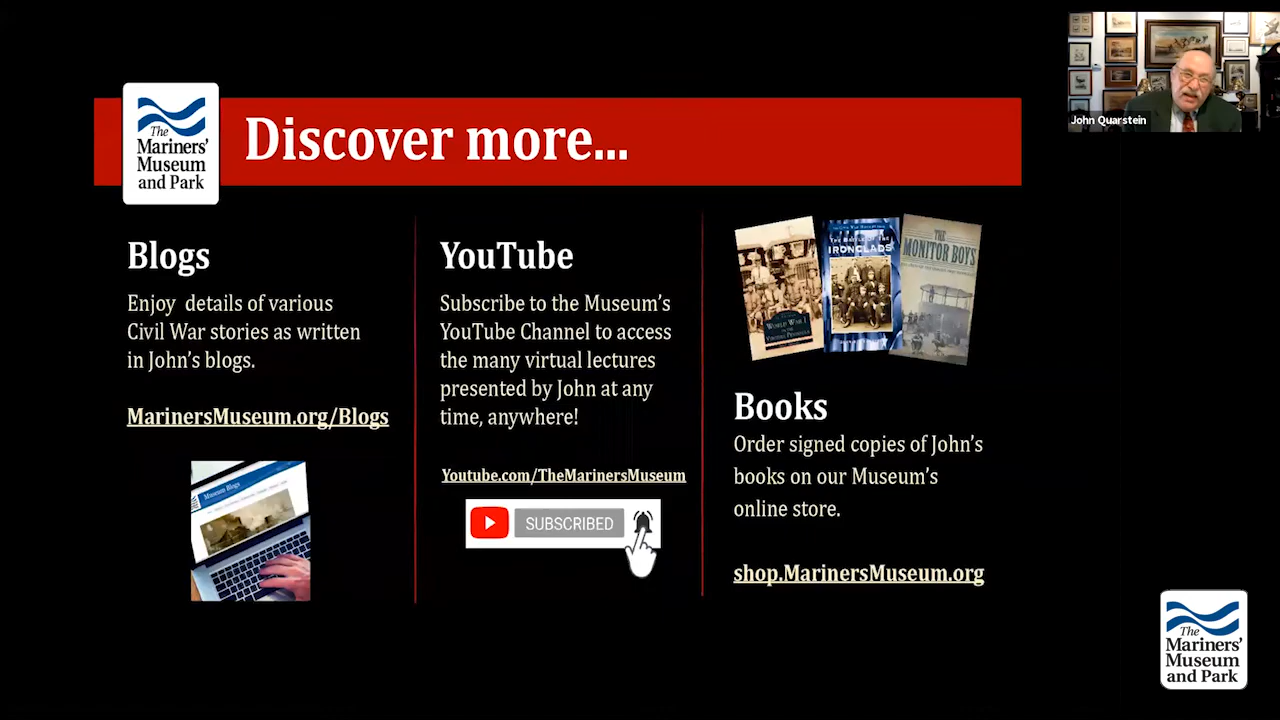 John Quarstein
The
Mariners'
Museum
and Park
Discover more...
Blogs
Enjoy details of various
Civil War stories as written
in John's blogs.
MarinersMuseum.org/Blogs
Museum Blogs
YouTube
Subscribe to the Museum's
YouTube Channel to access
the many virtual lectures
presented by John at any
time, anywhere!
Youtube.com/TheMarinersMuseum
SUBSCRIBED
WORLD WAR I
THE BATTLE OF THE
IRONCLADS
THE
MONITOR BOYS
Books
Order signed copies of John's
books on our Museum's
online store.
shop.MarinersMuseum.org
The
Mariners'
Museum
and Park